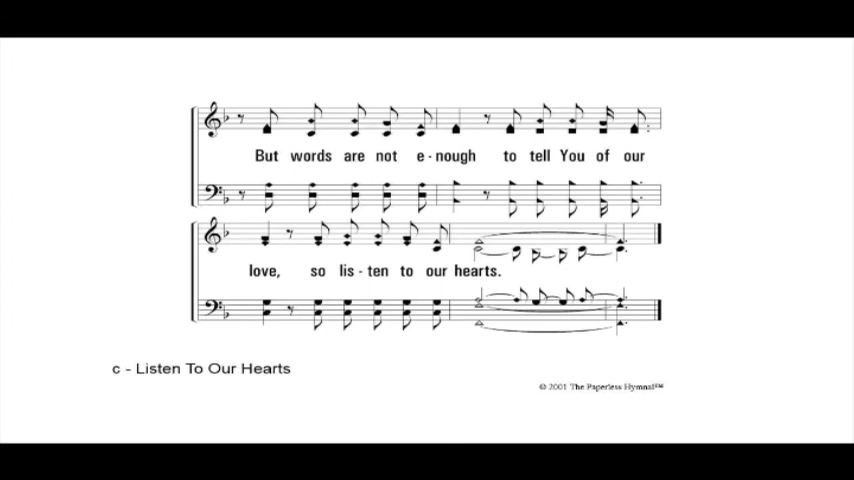 But words are not e - nough to tell You of our
love, so lis - ten to our hearts.
c - Listen To Our Hearts
© 2001 The Paperless Hymnal™